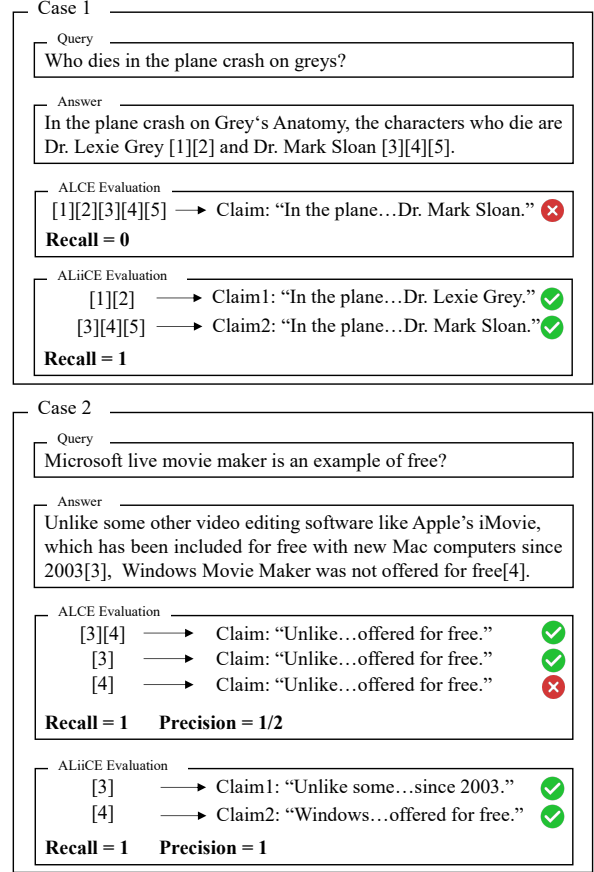 Case 1
Query
Who dies in the plane crash on greys?
Answer
In the plane crash on Grey‘s Anatomy, the characters who die are
Dr. Lexie Grey [1][2] and Dr. Mark Sloan [3][4][5].
ALCE Evaluation
[1][2][3][4][5] Claim: “In the plane…Dr. Mark Sloan.”
Recall = 0
ALiiCE Evaluation
[1][2] Claim1: “In the plane…Dr. Lexie Grey.”
[3][4][5] Claim2: “In the plane…Dr. Mark Sloan.”
Recall = 1
Case 2
Query
Microsoft live movie maker is an example of free?
Answer
Unlike some other video editing software like Apple’s iMovie,
which has been included for free with new Mac computers since
2003[3], Windows Movie Maker was not offered for free[4].
ALCE Evaluation
[3][4] Claim: “Unlike…offered for free.”
[3] Claim: “Unlike…offered for free.”
[4] Claim: “Unlike…offered for free.”
Recall = 1 Precision = 1/2
ALiiCE Evaluation
[3] Claim1: “Unlike some…since 2003.”
[4] Claim2: “Windows…offered for free.”
Recall = 1 Precision = 1